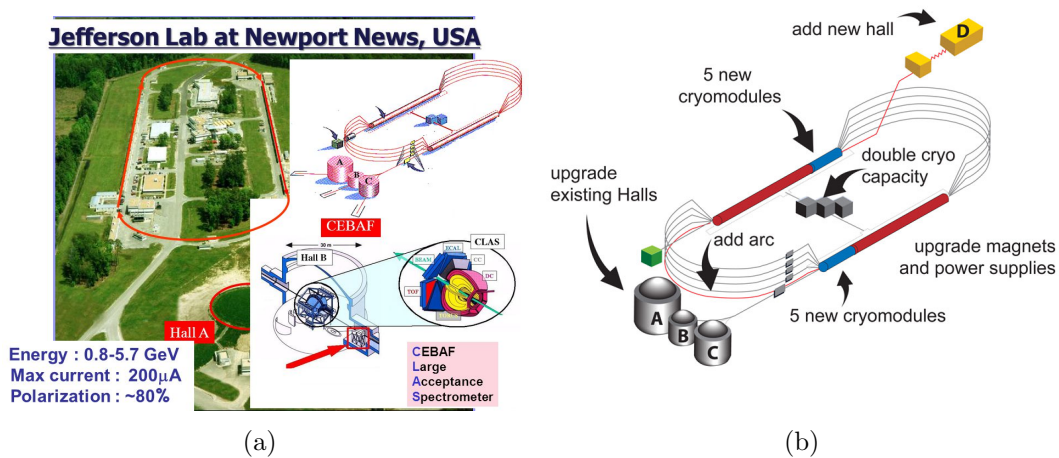 Jefferson Lab at Newport News, USA
A
B
C
CEBAF
30 m
Hall B
CLAS
ECAL
BEAM
CC
DC
TOF
Hall A
Energy : 0.8-5.7 GeV
Max current : 200μA
Polarization : ~80%
CEBAF
Large
Acceptance
Spectrometer
(a)
D
add new hall
5 new
cryomodules
double cryo
capacity
upgrade
existing Halls
add arc
upgrade magnets
and power supplies
5 new cryomodules
A
B
C
(b)